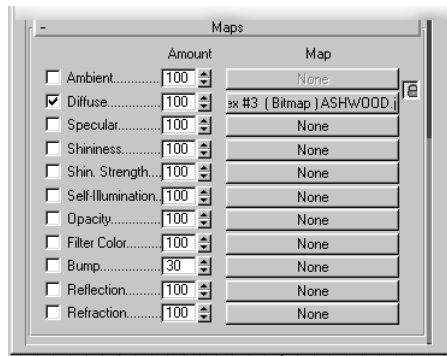 - Maps
Amount Map
Ambient............ 100 None
Diffuse............. 100 ex #3 ( Bitmap ) ASHWOOD.j
Specular........... 100 None
Shininess.......... 100 None
Shin. Strength.... 100 None
Self-Illumination.. 100 None
Opacity............. 100 None
Filter Color......... 100 None
Bump................ 30 None
Reflection......... 100 None
Refraction......... 100 None